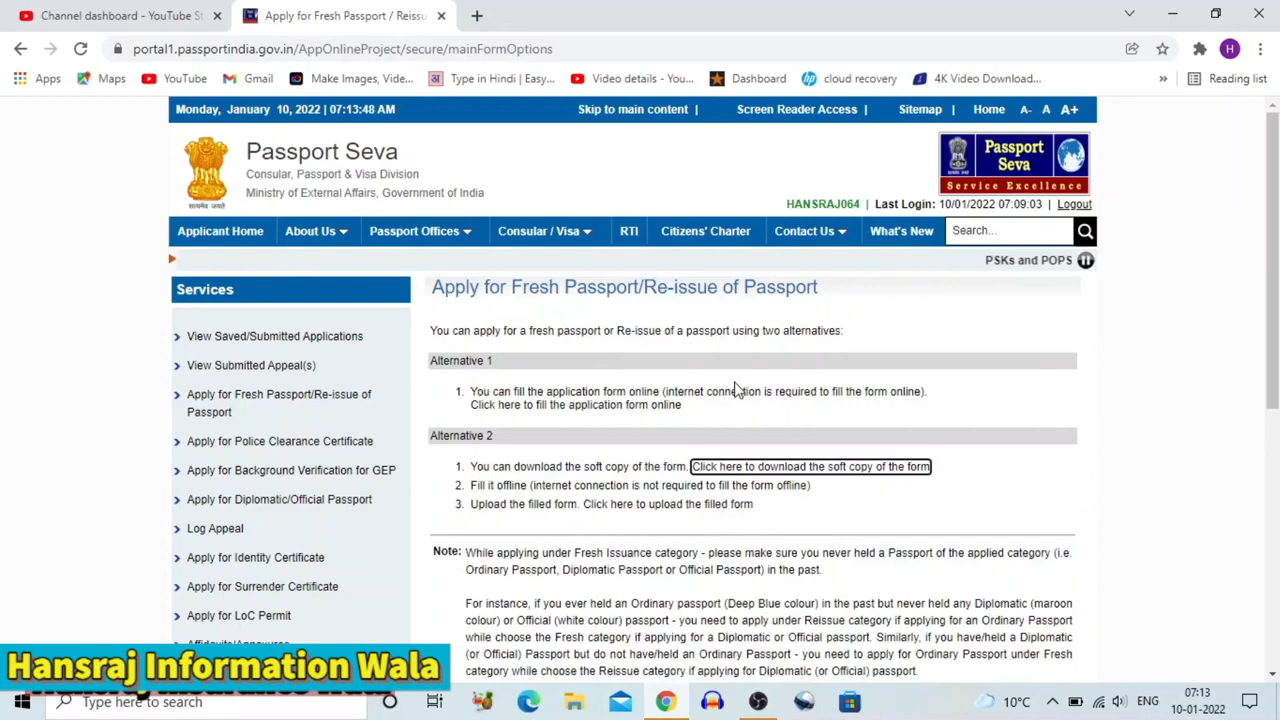 Channel dashboard - YouTube St
Apply for Fresh Passport / Reissu
portal1.passportindia.gov.in/AppOnlineProject/secure/mainFormOptions
H
Apps
Maps
YouTube
Gmail
Make Images, Vide...
Type in Hindi | Easy...
Video details - You...
Dashboard
cloud recovery
4K Video Download...
»
Reading list
Monday, January 10, 2022 | 07:13:48 AM
Skip to main content |
Screen Reader Access |
Sitemap |
Home
A- A A+
Passport Seva
Consular, Passport & Visa Division
Ministry of External Affairs, Government of India
सत्यमेव जयते
Passport
Seva
Service Excellence
HANSRAJ064 | Last Login: 10/01/2022 07:09:03 | Logout
Applicant Home
About Us
Passport Offices
Consular / Visa
RTI
Citizens' Charter
Contact Us
What's New
Search...
PSKs and POPS
Services
View Saved/Submitted Applications
View Submitted Appeal(s)
Apply for Fresh Passport/Re-issue of
Passport
Apply for Police Clearance Certificate
Apply for Background Verification for GEP
Apply for Diplomatic/Official Passport
Log Appeal
Apply for Identity Certificate
Apply for Surrender Certificate
Apply for LoC Permit
Apply for Fresh Passport/Re-issue of Passport
You can apply for a fresh passport or Re-issue of a passport using two alternatives:
Alternative 1
1. You can fill the application form online (internet connection is required to fill the form online).
Click here to fill the application form online
Alternative 2
1. You can download the soft copy of the form. Click here to download the soft copy of the form
2. Fill it offline (internet connection is not required to fill the form offline)
3. Upload the filled form. Click here to upload the filled form
Note: While applying under Fresh Issuance category - please make sure you never held a Passport of the applied category (i.e.
Ordinary Passport, Diplomatic Passport or Official Passport) in the past.
For instance, if you ever held an Ordinary passport (Deep Blue colour) in the past but never held any Diplomatic (maroon
colour) or Official (white colour) passport - you need to apply under Reissue category if applying for an Ordinary Passport
while choose the Fresh category if applying for a Diplomatic or Official passport. Similarly, if you have/held a Diplomatic
(or Official) Passport but do not have/held an Ordinary Passport - you need to apply for Ordinary Passport under Fresh
category while choose the Reissue category if applying for Diplomatic (or Official) passport.
Hansraj Information Wala
Type here to search
10°C
ENG
07:13
10-01-2022